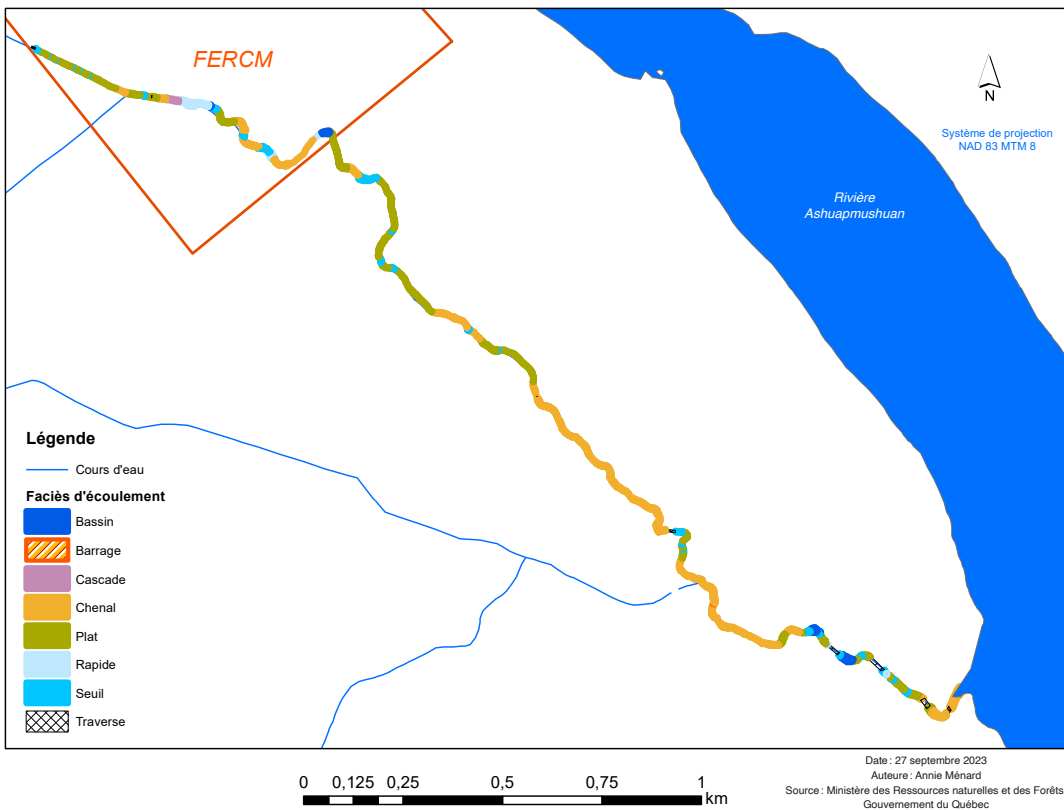 FERCM
N
Système de projection
NAD 83 MTM 8
Rivière
Ashuapmushuan
Légende
Cours d'eau
Faciès d'écoulement
Bassin
Barrage
Cascade
Chenal
Plat
Rapide
Seuil
Traverse
0 0,125 0,25 0,5 0,75 1
km
Date : 27 septembre 2023
Auteure : Annie Ménard
Source : Ministère des Ressources naturelles et des Forêts
Gouvernement du Québec